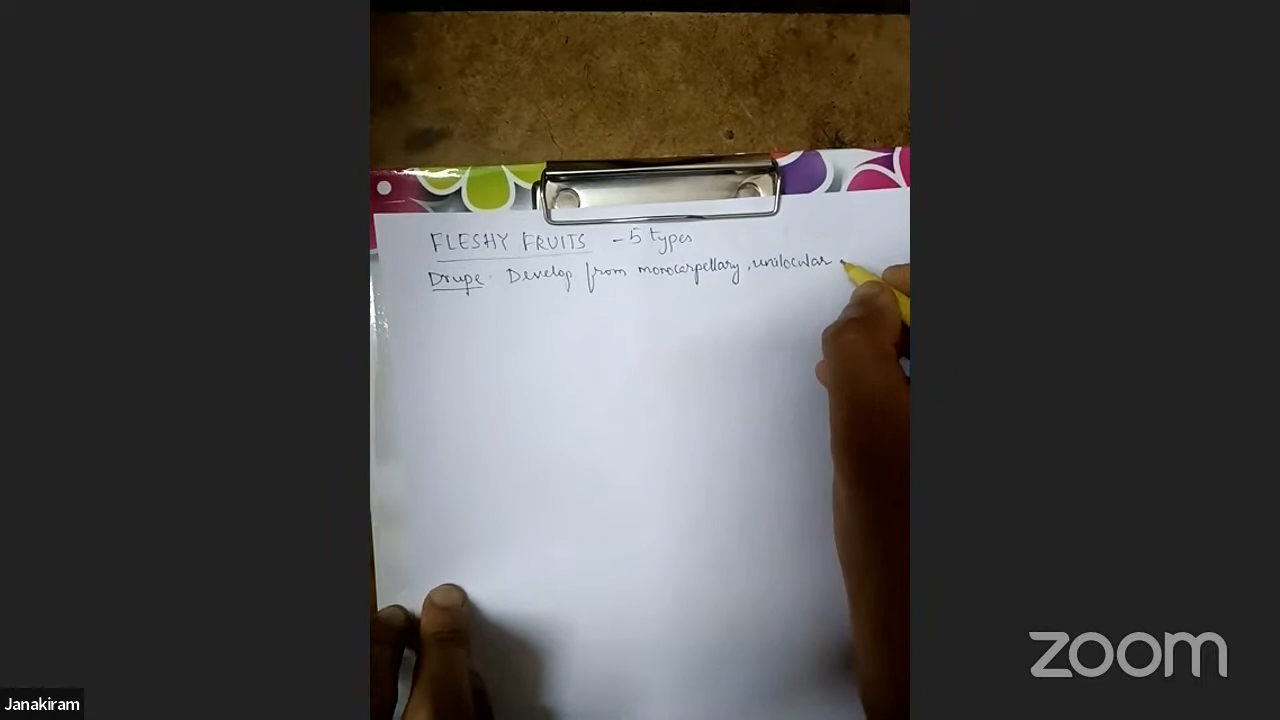 FLESHY FRUITS - 5 types
Drupe: Develop from monocarpellary, unilocular
zoom
Janakiram